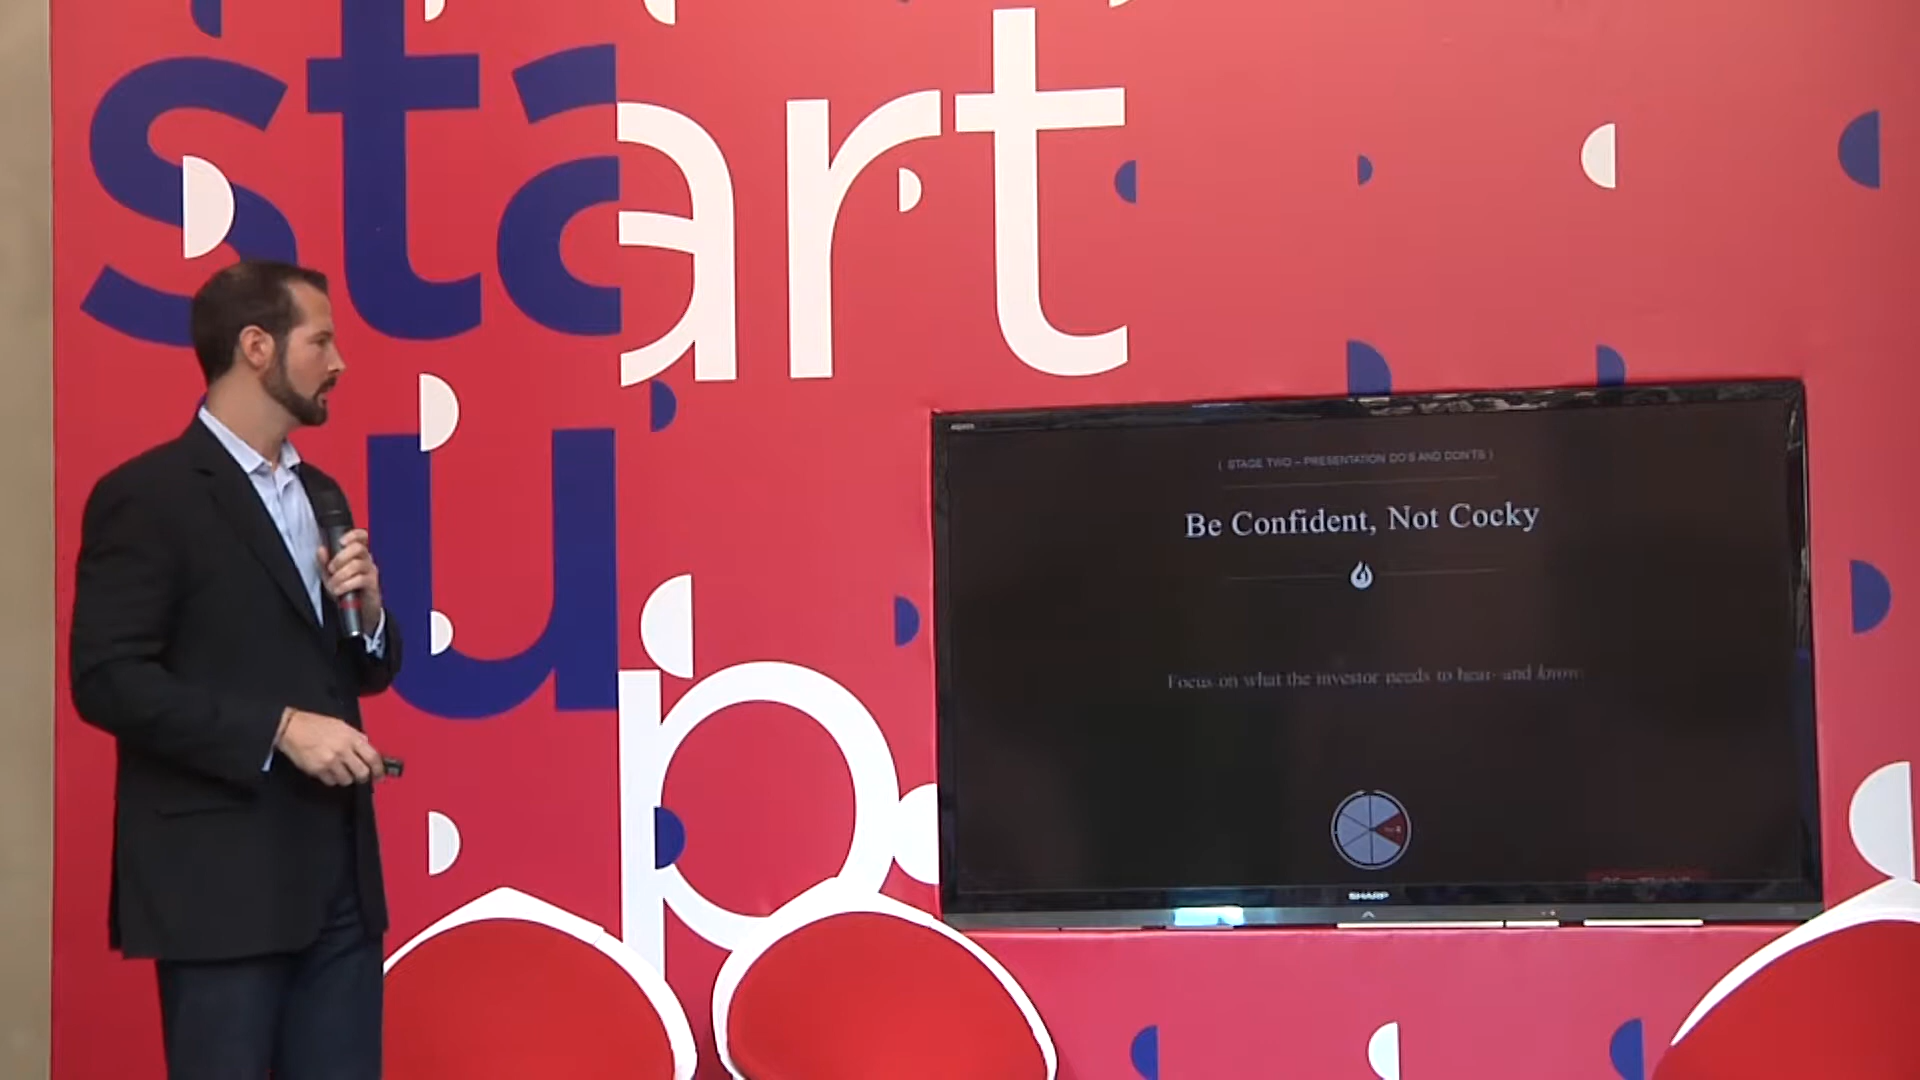 start
up
( STAGE TWO – PRESENTATION DO'S AND DON'TS )
Be Confident, Not Cocky
Focus on what the investor needs to hear- and know.
SHARP